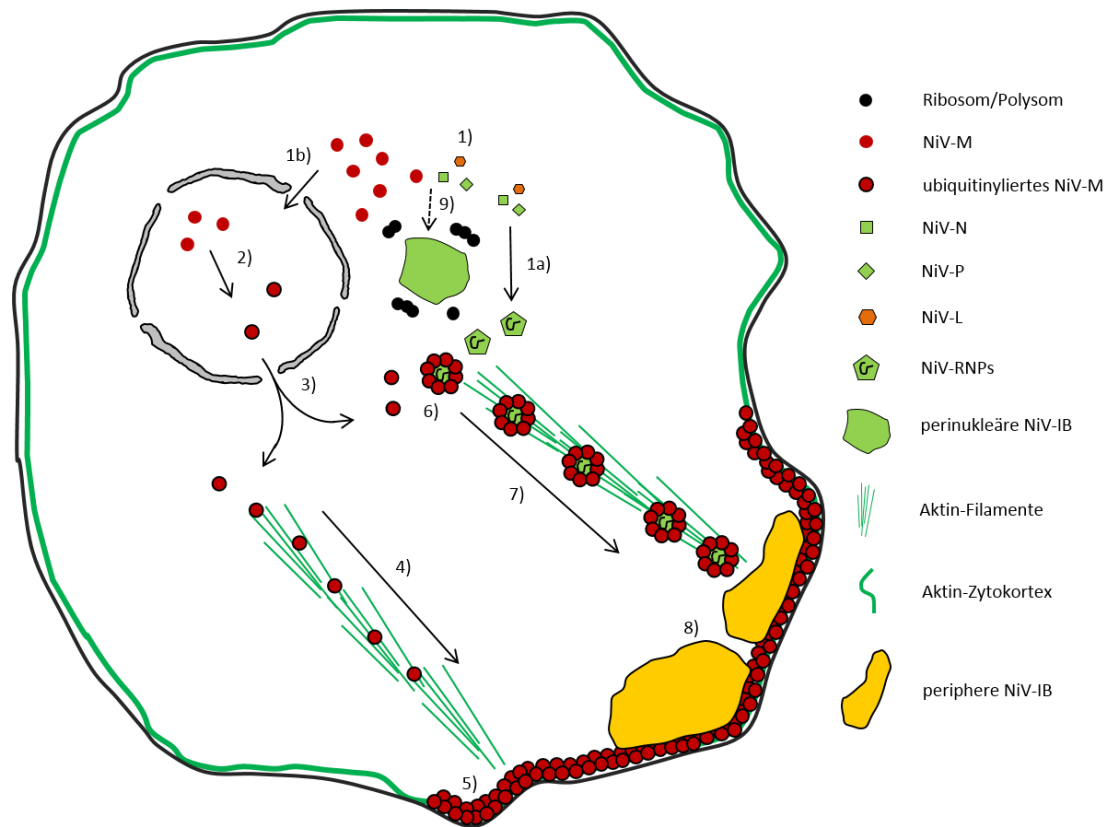 1)
1b)
9)
2)
1a)
3)
6)
7)
4)
8)
5)
Ribosom/Polysom
NiV-M
ubiquitinyliertes NiV-M
NiV-N
NiV-P
NiV-L
NiV-RNPs
perinukleäre NiV-IB
Aktin-Filamente
Aktin-Zytokortex
periphere NiV-IB